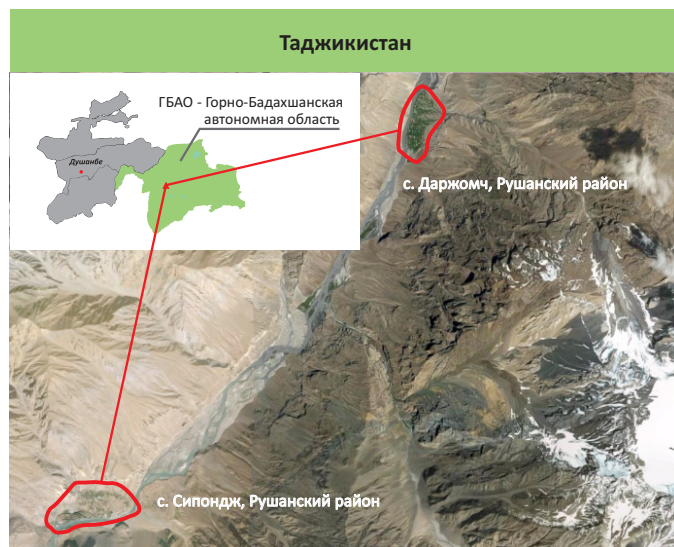 Таджикистан
ГБАО - Горно-Бадахшанская
автономная область
Душанбе
с. Даржомч, Рушанский район
с. Сипондж, Рушанский район